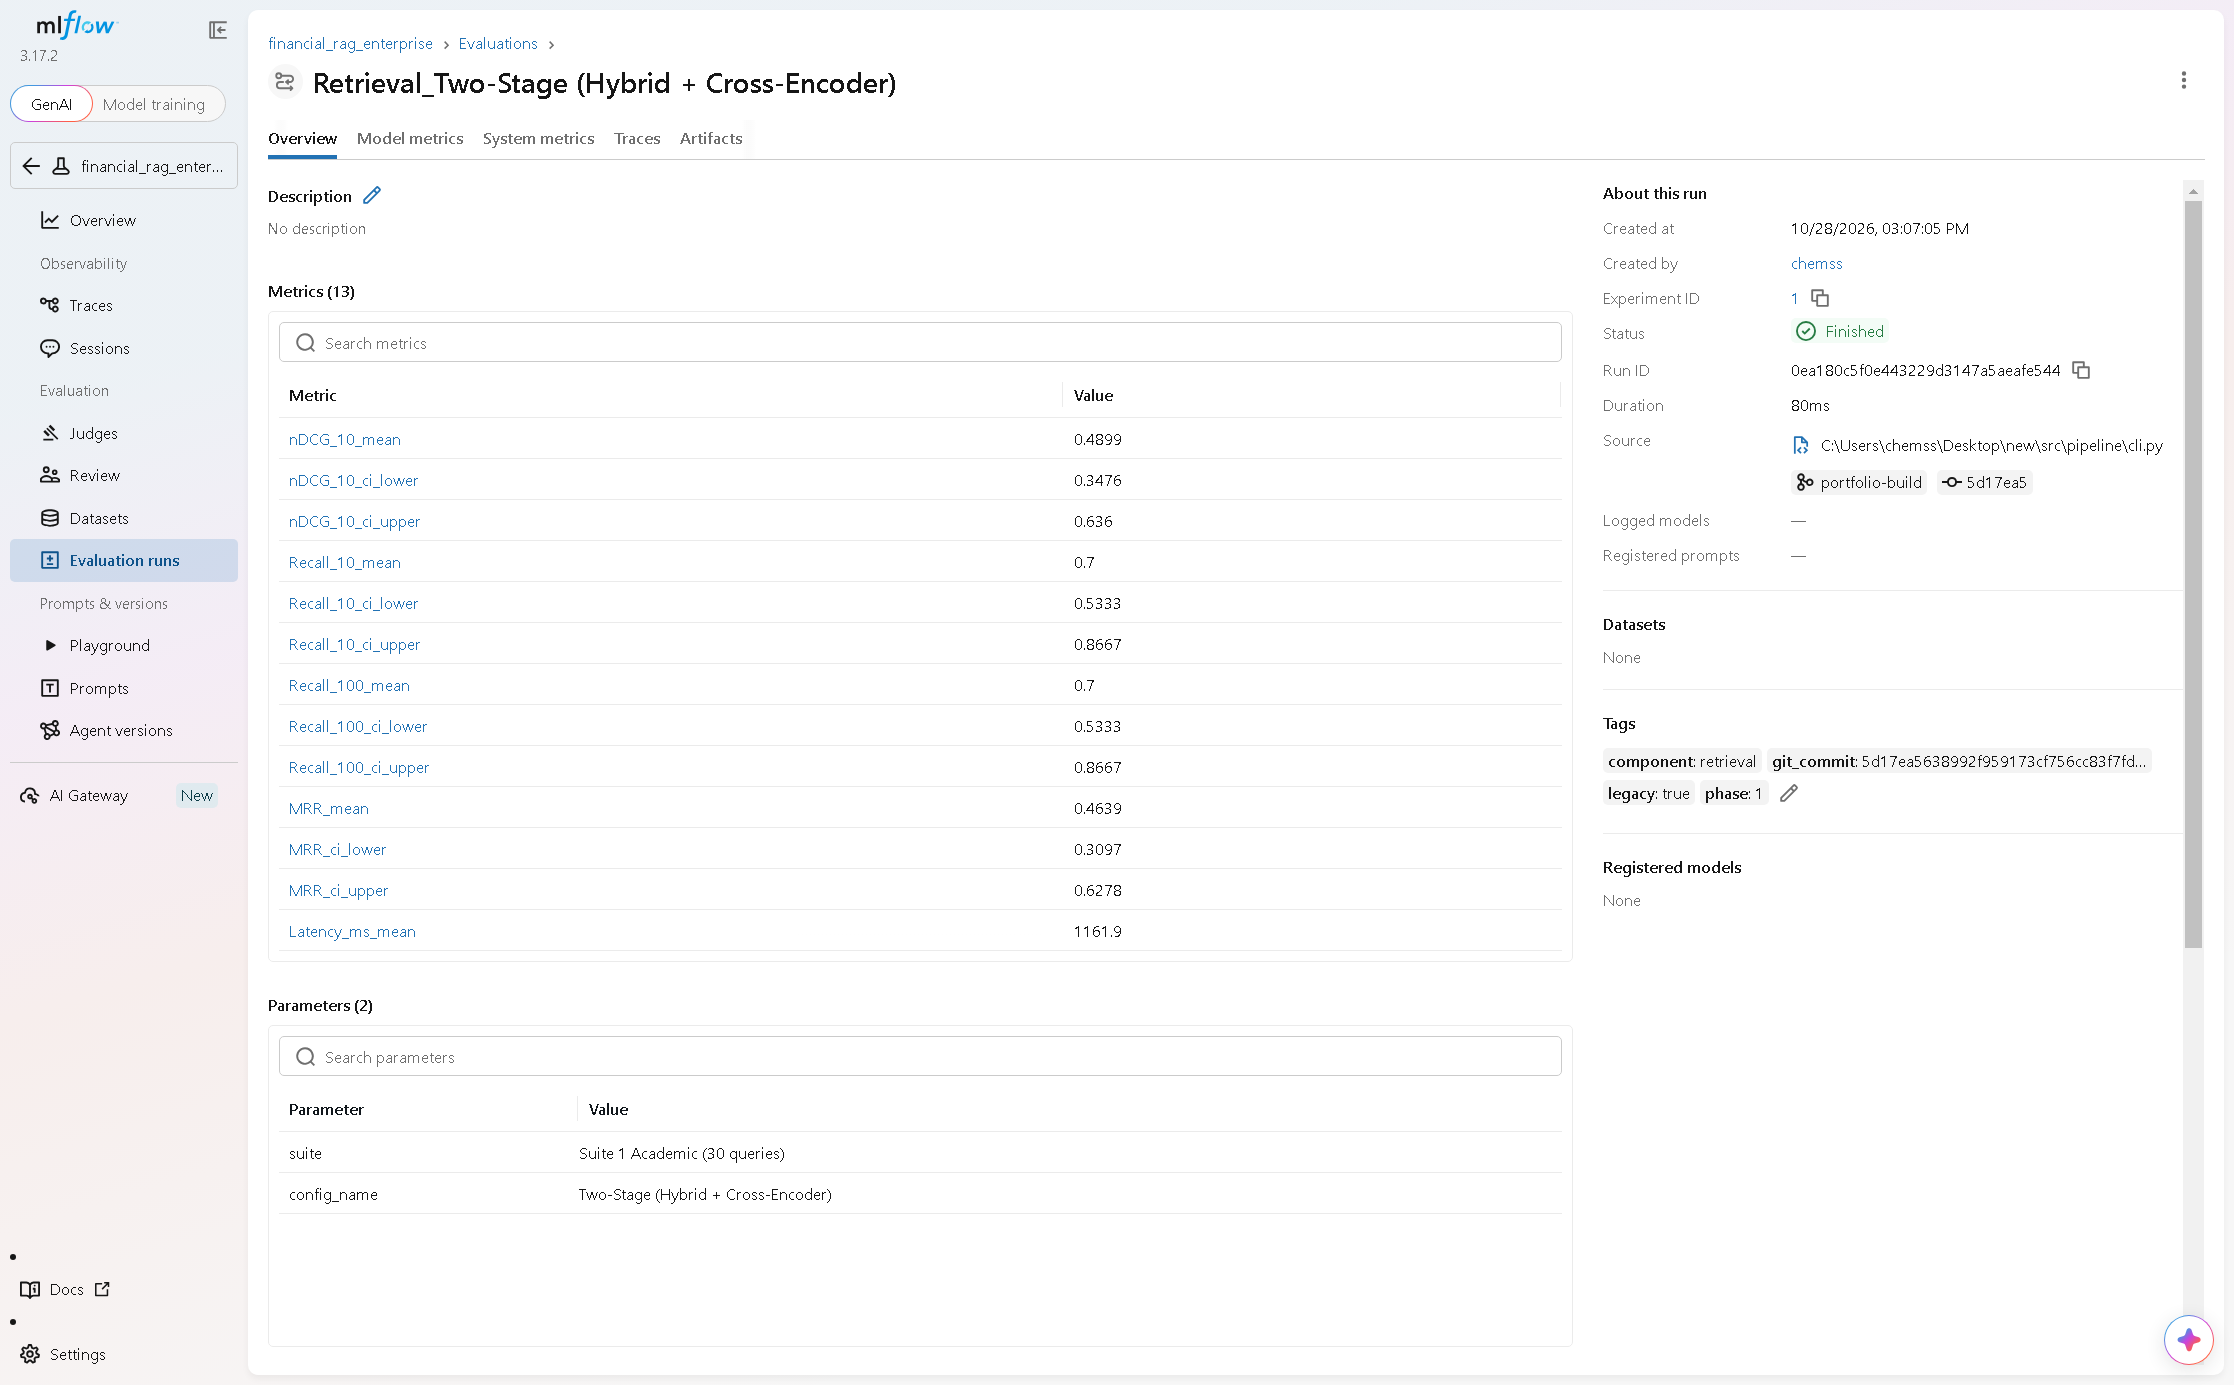 mlflow
3.17.2
GenAI
Model training
financial_rag_enter...
Overview
Observability
Traces
Sessions
Evaluation
Judges
Review
Datasets
Evaluation runs
Prompts & versions
Playground
Prompts
Agent versions
AI Gateway New
Docs
Settings
financial_rag_enterprise > Evaluations >
Retrieval_Two-Stage (Hybrid + Cross-Encoder)
Overview Model metrics System metrics Traces Artifacts
Description
No description
Metrics (13)
Search metrics
Metric Value
nDCG_10_mean 0.4899
nDCG_10_ci_lower 0.3476
nDCG_10_ci_upper 0.636
Recall_10_mean 0.7
Recall_10_ci_lower 0.5333
Recall_10_ci_upper 0.8667
Recall_100_mean 0.7
Recall_100_ci_lower 0.5333
Recall_100_ci_upper 0.8667
MRR_mean 0.4639
MRR_ci_lower 0.3097
MRR_ci_upper 0.6278
Latency_ms_mean 1161.9
Parameters (2)
Search parameters
Parameter Value
suite Suite 1 Academic (30 queries)
config_name Two-Stage (Hybrid + Cross-Encoder)
About this run
Created at 10/28/2026, 03:07:05 PM
Created by chemss
Experiment ID 1
Status Finished
Run ID 0ea180c5f0e443229d3147a5aeafe544
Duration 80ms
Source C:\Users\chemss\Desktop\new\src\pipeline\cli.py
portfolio-build 5d17ea5
Logged models —
Registered prompts —
Datasets
None
Tags
component: retrieval git_commit: 5d17ea5638992f959173cf756cc83f7fd...
legacy: true phase: 1
Registered models
None